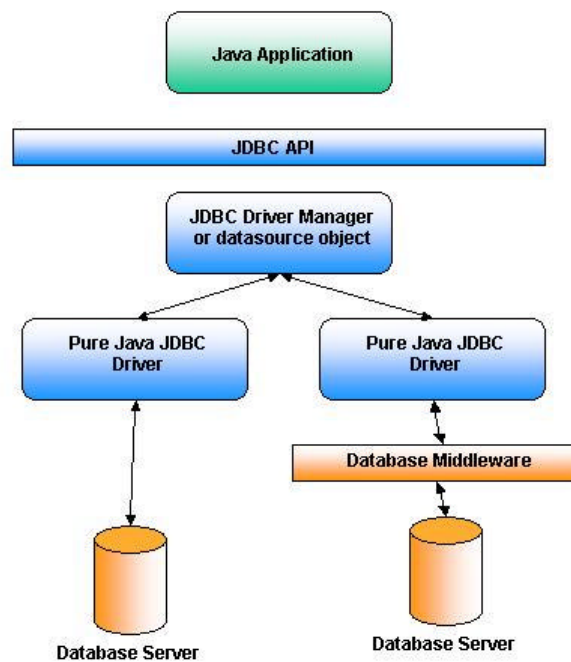 Java Application
JDBC API
JDBC Driver Manager
or datasource object
Pure Java JDBC
Driver
Pure Java JDBC
Driver
Database Middleware
Database Server
Database Server